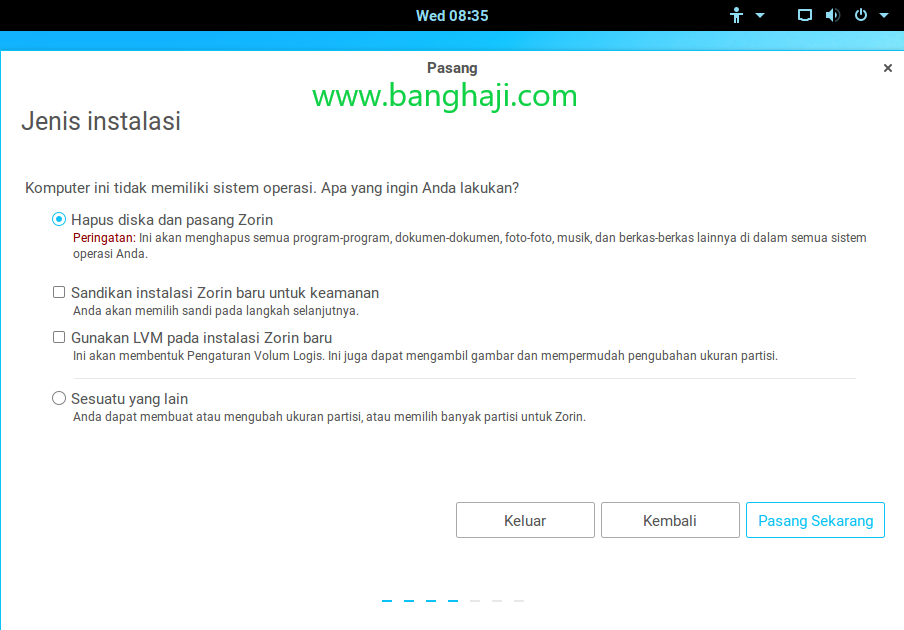 Wed 08:35
Pasang
www.banghaji.com
Jenis instalasi
Komputer ini tidak memiliki sistem operasi. Apa yang ingin Anda lakukan?
Hapus diska dan pasang Zorin
Peringatan: Ini akan menghapus semua program-program, dokumen-dokumen, foto-foto, musik, dan berkas-berkas lainnya di dalam semua sistem
operasi Anda.
Sandikan instalasi Zorin baru untuk keamanan
Anda akan memilih sandi pada langkah selanjutnya.
Gunakan LVM pada instalasi Zorin baru
Ini akan membentuk Pengaturan Volum Logis. Ini juga dapat mengambil gambar dan mempermudah pengubahan ukuran partisi.
Sesuatu yang lain
Anda dapat membuat atau mengubah ukuran partisi, atau memilih banyak partisi untuk Zorin.
Keluar
Kembali
Pasang Sekarang